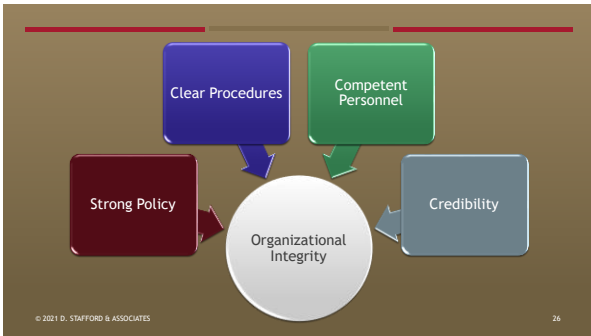 Clear Procedures
Competent
Personnel
Strong Policy
Credibility
Organizational
Integrity
© 2021 D. STAFFORD & ASSOCIATES
26